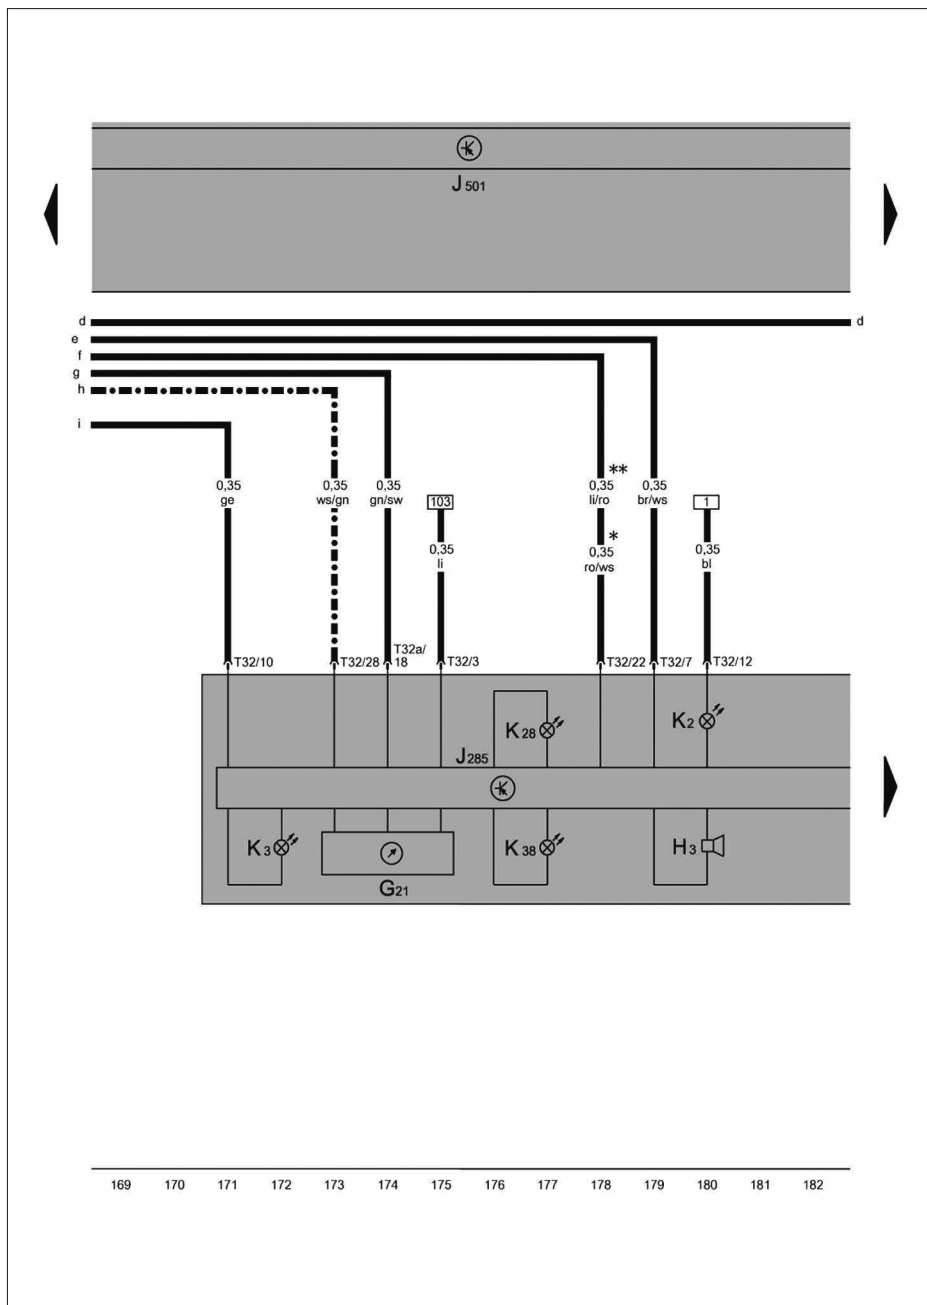 J501
d d
e
f
g
h
i
**
0,35 0,35 0,35 0,35 0,35
ge ws/gn gn/sw 103 li/ro br/ws 1
*
0,35 0,35 0,35
li ro/ws bl
T32a/
T32/10 T32/28 18 T32/3 T32/22 T32/7 T32/12
K28 K2
J285
K3 K38 H3
G21
169 170 171 172 173 174 175 176 177 178 179 180 181 182